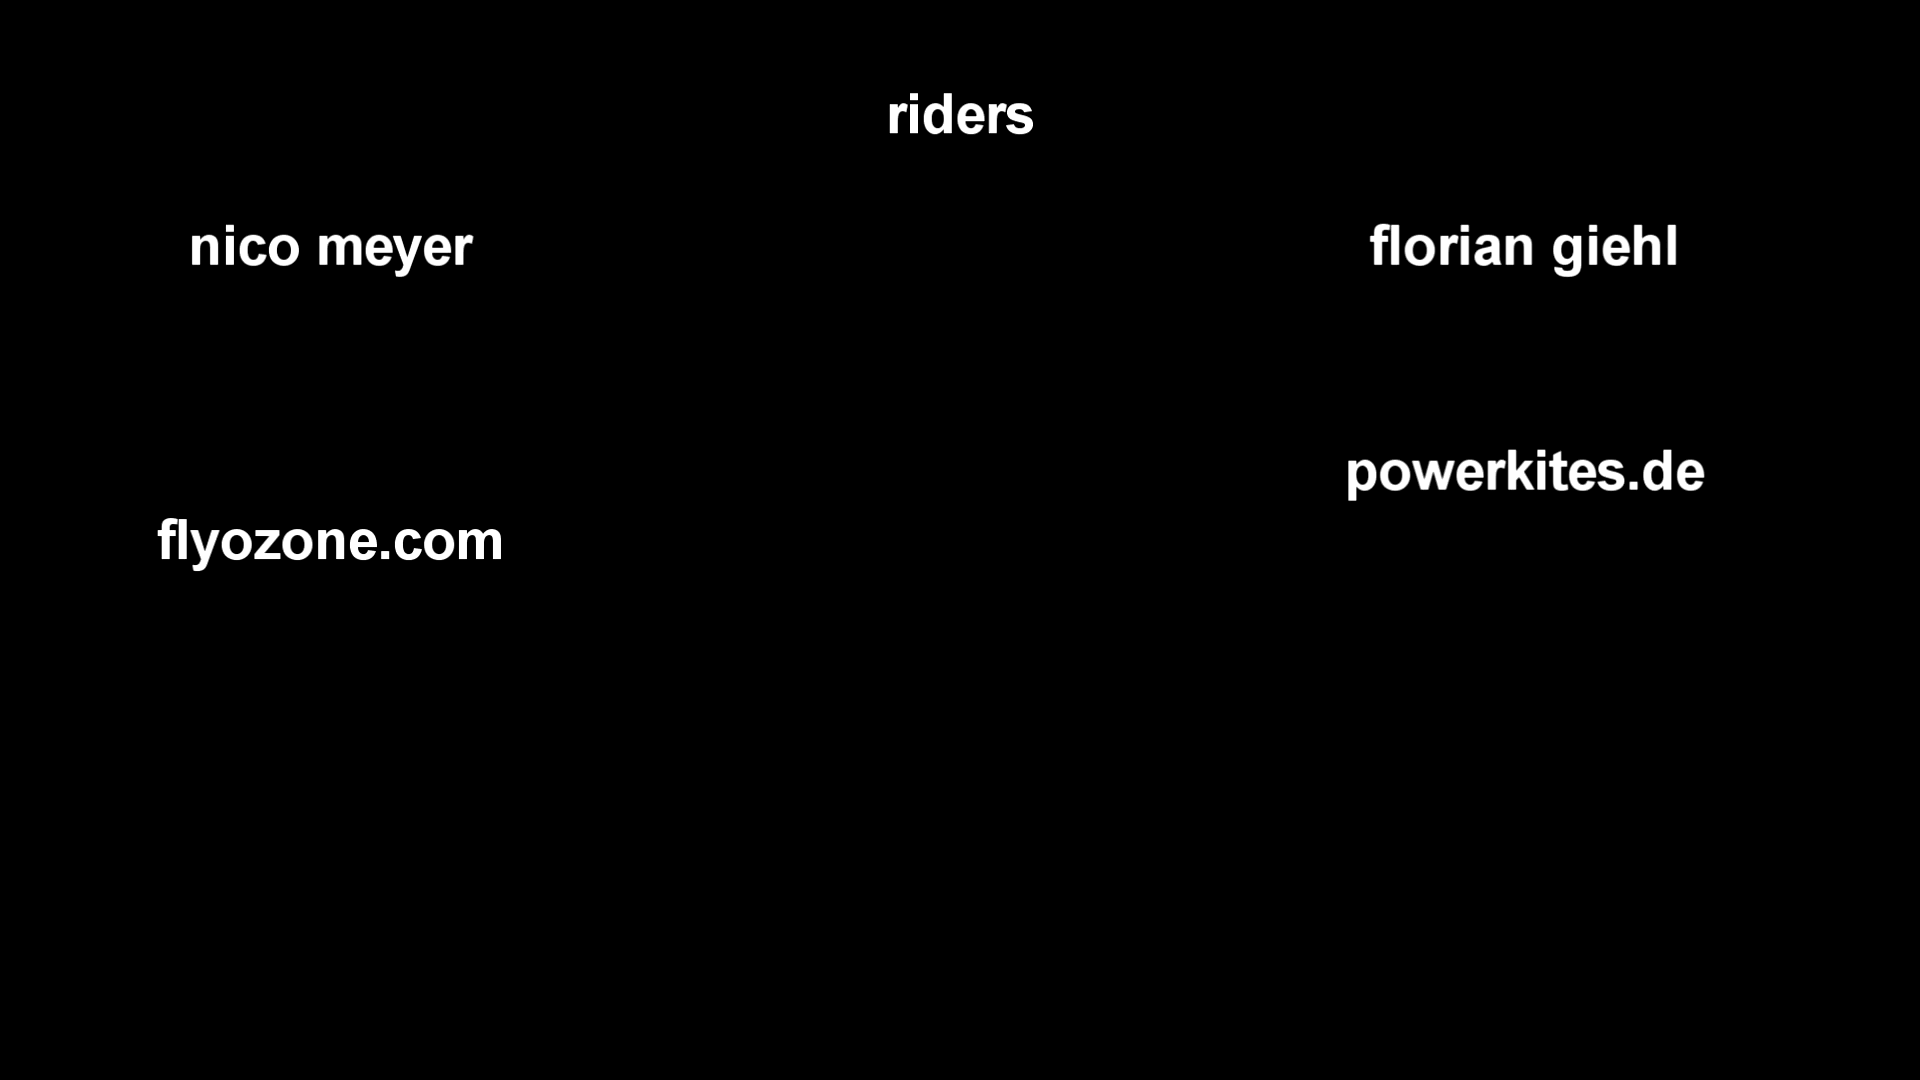 riders
nico meyer
florian giehl
powerkites.de
flyozone.com